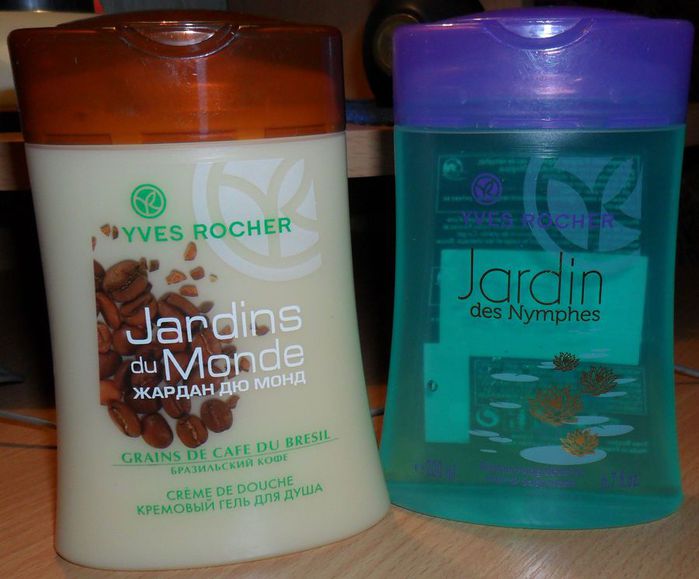 YVES ROCHER
Jardins
du Monde
ЖАРДАН ДЮ МОНД
GRAINS DE CAFE DU BRESIL
БРАЗИЛЬСКИЙ КОФЕ
CRÈME DE DOUCHE
КРЕМОВЫЙ ГЕЛЬ ДЛЯ ДУША
YVES ROCHER
Jardin
des Nymphes